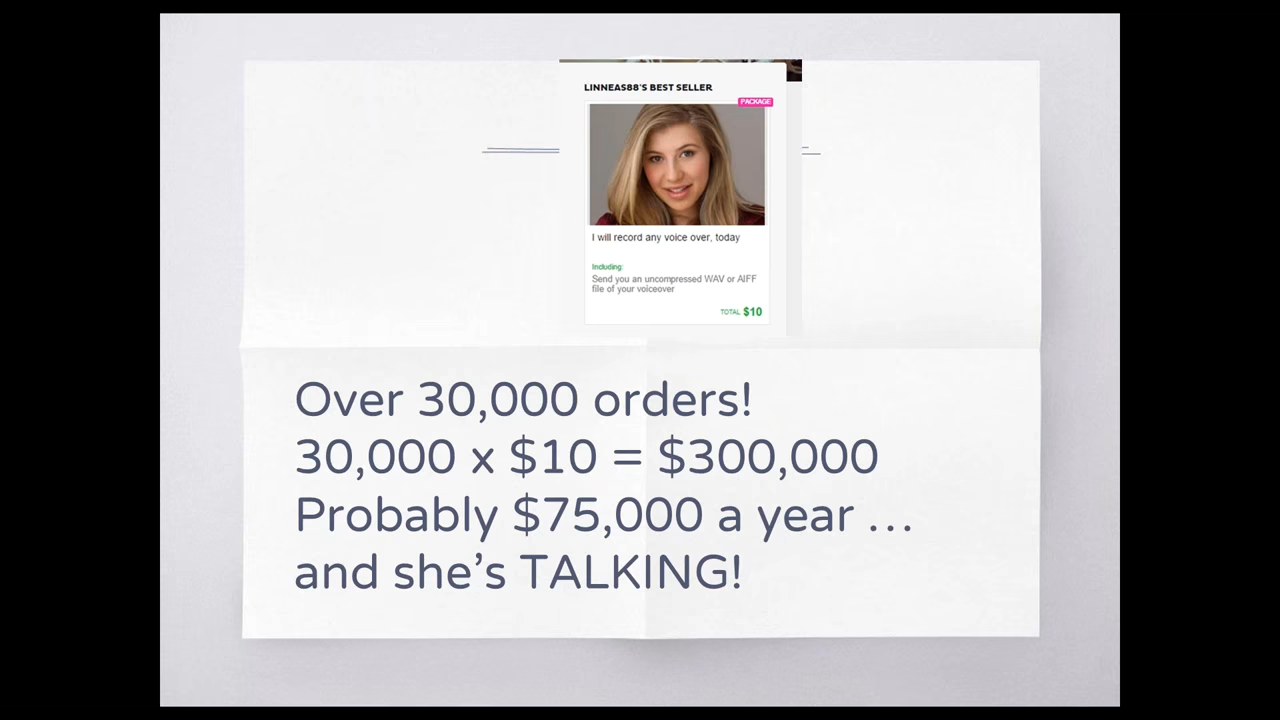 LINNEAS88'S BEST SELLER
PACKAGE
I will record any voice over, today
Including:
Send you an uncompressed WAV or AIFF
file of your voiceover
TOTAL $10
Over 30,000 orders!
30,000 x $10 = $300,000
Probably $75,000 a year …
and she’s TALKING!